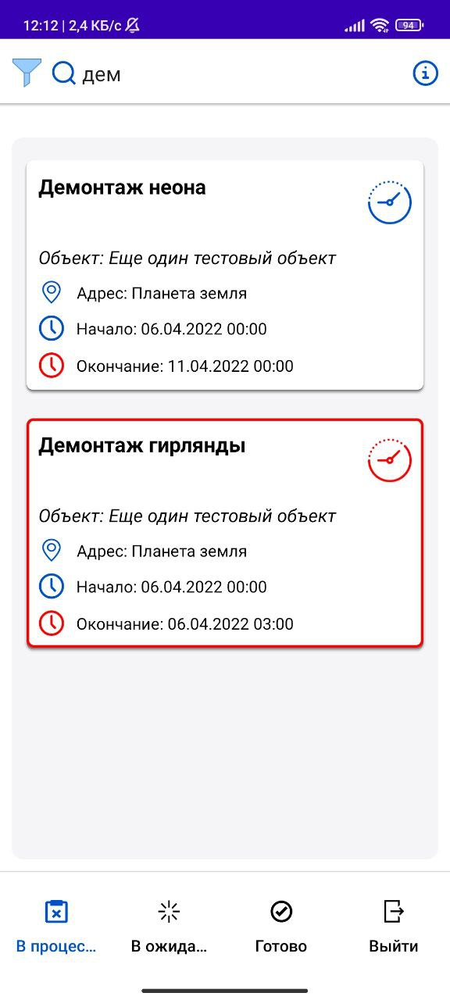 12:12 | 2,4 КБ/с 94
дем
Демонтаж неона
Объект: Еще один тестовый объект
Адрес: Планета земля
Начало: 06.04.2022 00:00
Окончание: 11.04.2022 00:00
Демонтаж гирлянды
Объект: Еще один тестовый объект
Адрес: Планета земля
Начало: 06.04.2022 00:00
Окончание: 06.04.2022 03:00
В процес... В ожида... Готово Выйти